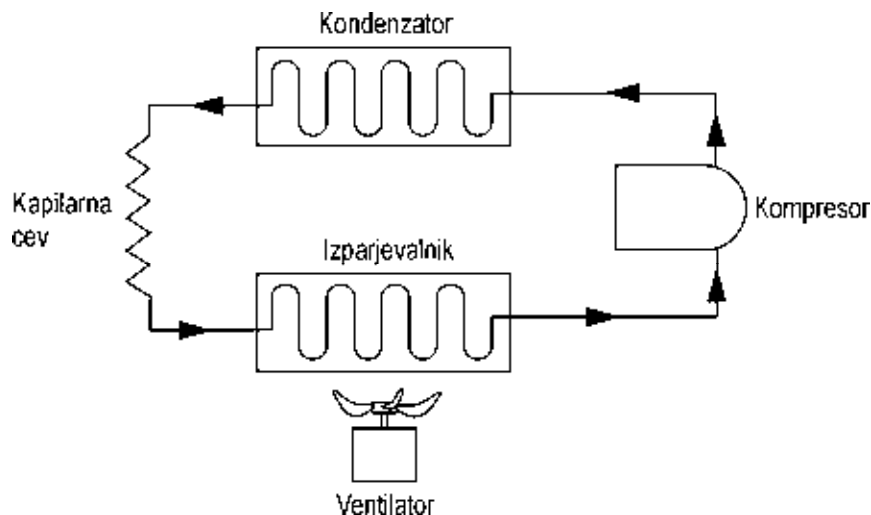 Kondenzator
Kapilarna
cev
Kompresor
Izparjevalnik
Ventilator